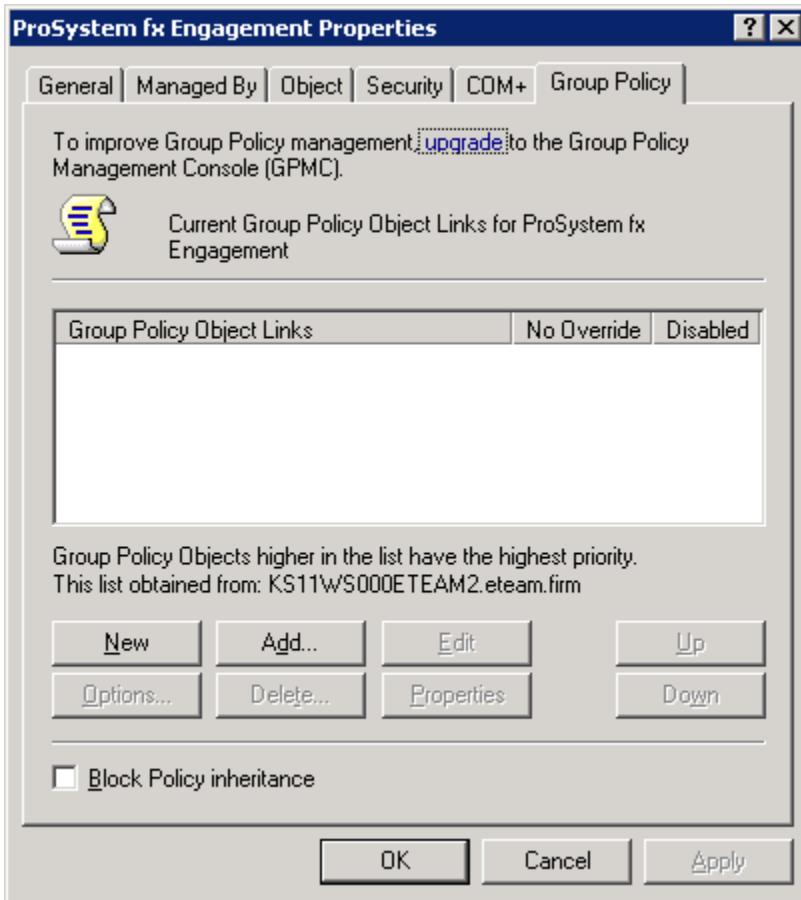 ProSystem fx Engagement Properties
General Managed By Object Security COM+ Group Policy
To improve Group Policy management, upgrade to the Group Policy
Management Console (GPMC).
Current Group Policy Object Links for ProSystem fx
Engagement
Group Policy Object Links No Override Disabled
Group Policy Objects higher in the list have the highest priority.
This list obtained from: KS11WS000ETEAM2.eteam.firm
New Add... Edit Up
Options... Delete... Properties Down
Block Policy inheritance
OK Cancel Apply